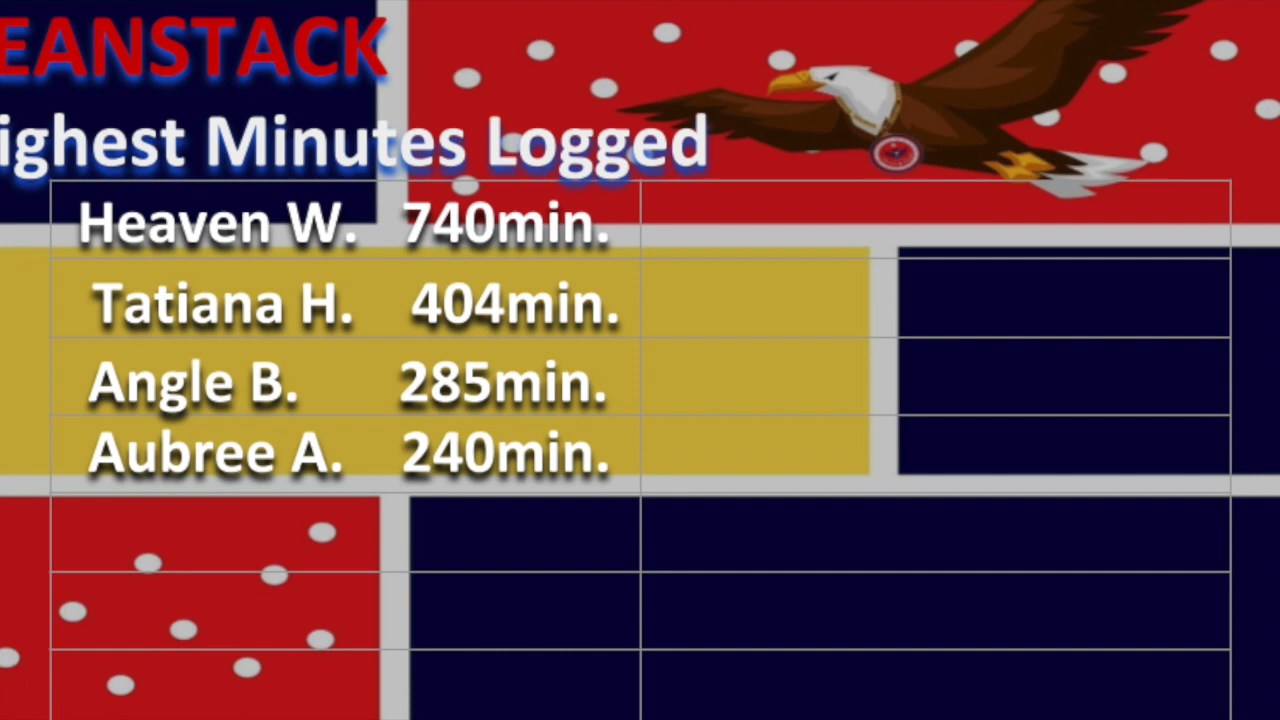 EANSTACK
ighest Minutes Logged
Heaven W. 740min.
Tatiana H. 404min.
Angle B. 285min.
Aubree A. 240min.